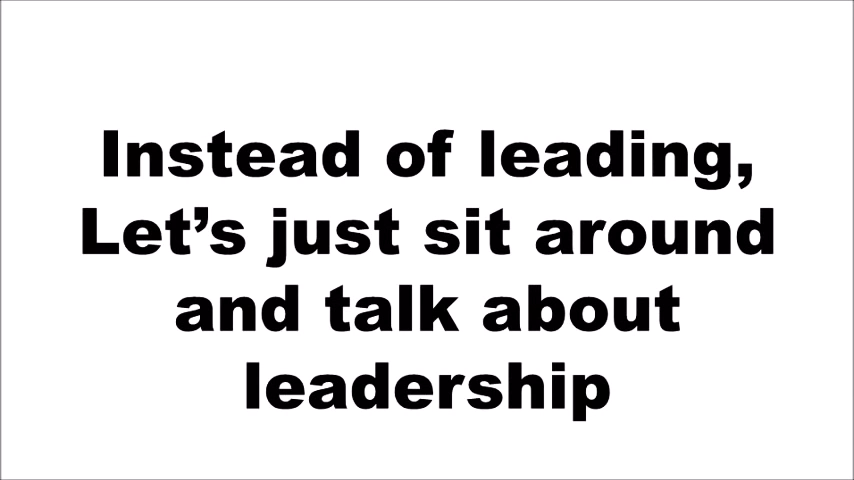 Instead of leading,
Let’s just sit around
and talk about
leadership